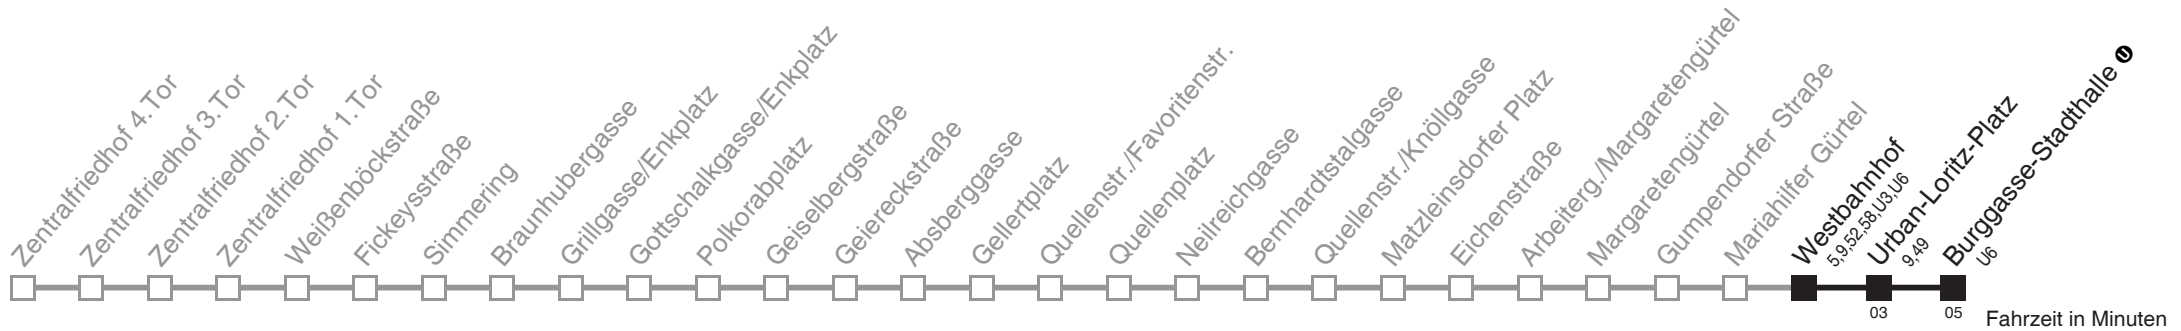 Zentralfriedhof 4.Tor
Zentralfriedhof 3.Tor
Zentralfriedhof 2.Tor
Zentralfriedhof 1.Tor
Weißenböckstraße
Fickeysstraße
Simmering
Braunhubergasse
Grillgasse/Enkplatz
Gottschalkgasse/Enkplatz
Polkorabplatz
Geiselbergstraße
Geiereckstraße
Absberggasse
Gellertplatz
Quellenstr./Favoritenstr.
Quellenplatz
Neilreichgasse
Bernhardtstalgasse
Quellenstr./Knöllgasse
Matzleinsdorfer Platz
Eichenstraße
Arbeiterg./Margaretengürtel
Margaretengürtel
Gumpendorfer Straße
Mariahilfer Gürtel
Westbahnhof
5,9,52,58,U3,U6
Urban-Loritz-Platz
9,49
Burggasse-Stadthalle U
U6
03
05
Fahrzeit in Minuten